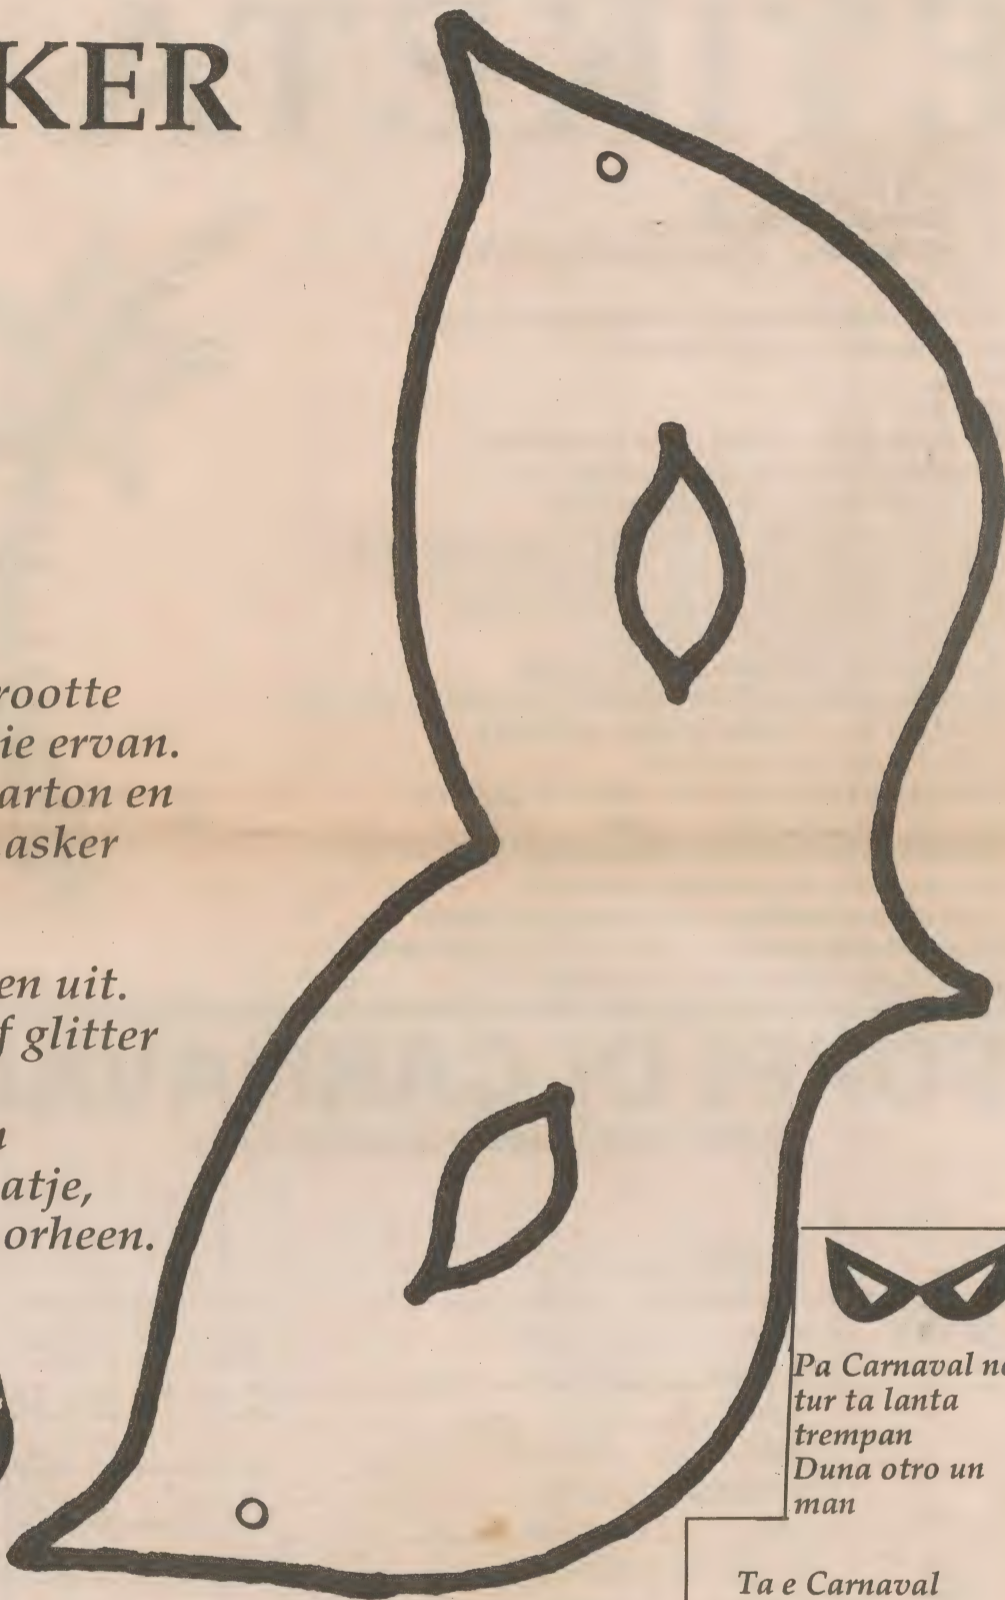 KER
rootte
ie ervan.
arton en
asker
en uit.
f glitter
atje,
orheen.
Pa Carnaval
tur ta lanta
trempan
Duna otro un
man
Ta e Carnaval